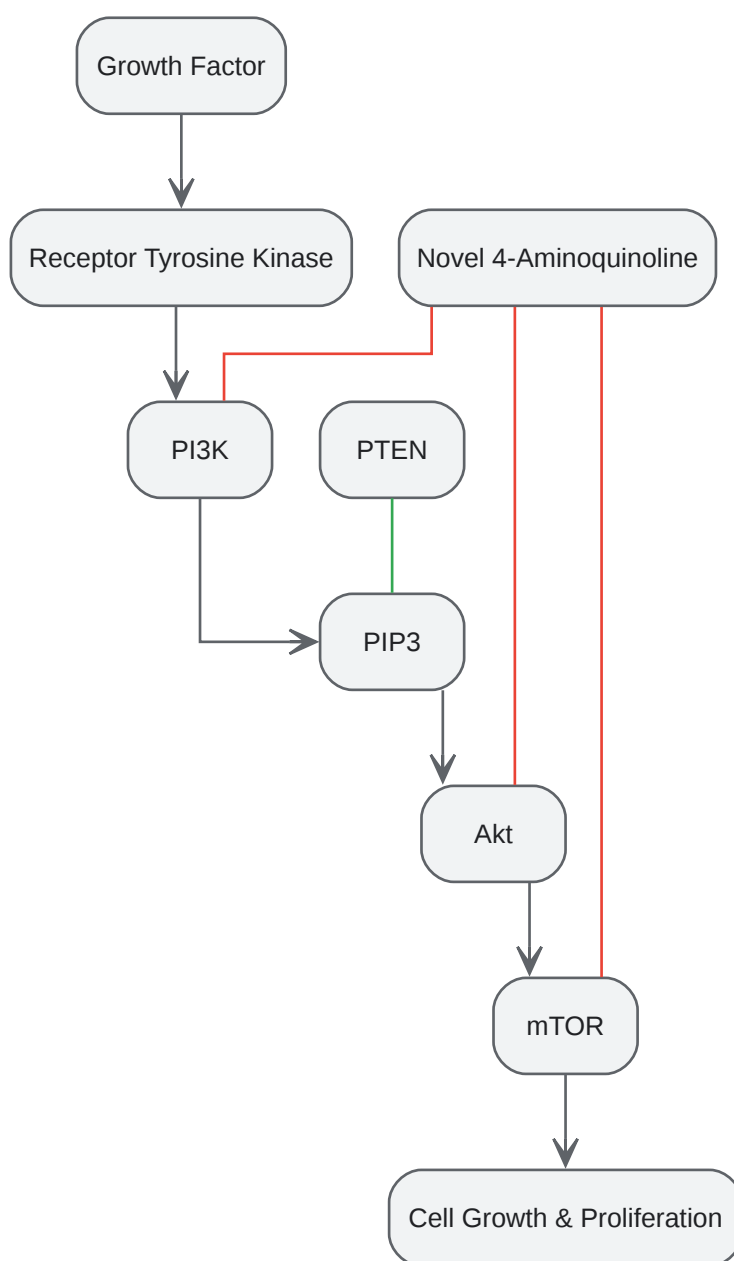 Growth Factor
Receptor Tyrosine Kinase
Novel 4-Aminoquinoline
PI3K
PTEN
PIP3
Akt
mTOR
Cell Growth & Proliferation